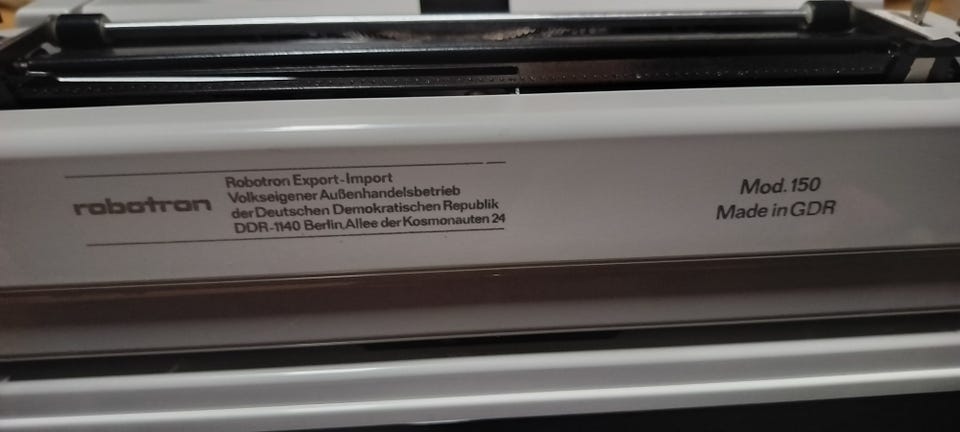 robotron
Robotron Export-Import
Volkseigener Außenhandelsbetrieb
der Deutschen Demokratischen Republik
DDR-1140 Berlin, Allee der Kosmonauten 24
Mod. 150
Made in GDR